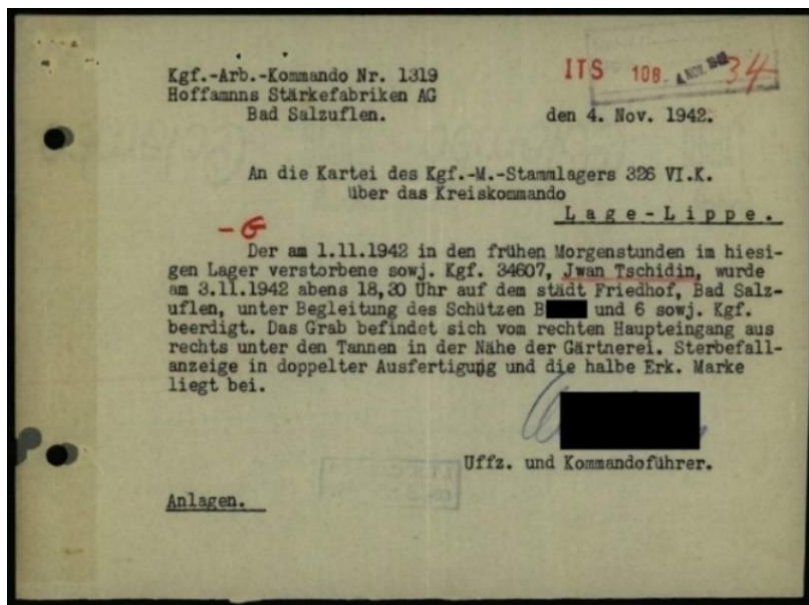 Kgf.-Arb.-Kommando Nr. 1319
ITS 108. 34
Hoffamnns Stärkefabriken AG
Bad Salzuflen.
den 4. Nov. 1942.
An die Kartei des Kgf.-M.-Stammlagers 326 VI.K.
über das Kreiskommando
Lage-Lippe.
- G
Der am 1.11.1942 in den frühen Morgenstunden im hiesi-
gen Lager verstorbene sowj. Kgf. 34607, Jwan Tschidin, wurde
am 3.11.1942 abens 18,30 Uhr auf dem städt Friedhof, Bad Salz-
uflen, unter Begleitung des Schützen B und 6 sowj. Kgf.
beerdigt. Das Grab befindet sich vom rechten Haupteingang aus
rechts unter den Tannen in der Nähe der Gärtnerei. Sterbefall-
anzeige in doppelter Ausfertigung und die halbe Erk. Marke
liegt bei.
Uffz. und Kommandoführer.
Anlagen.